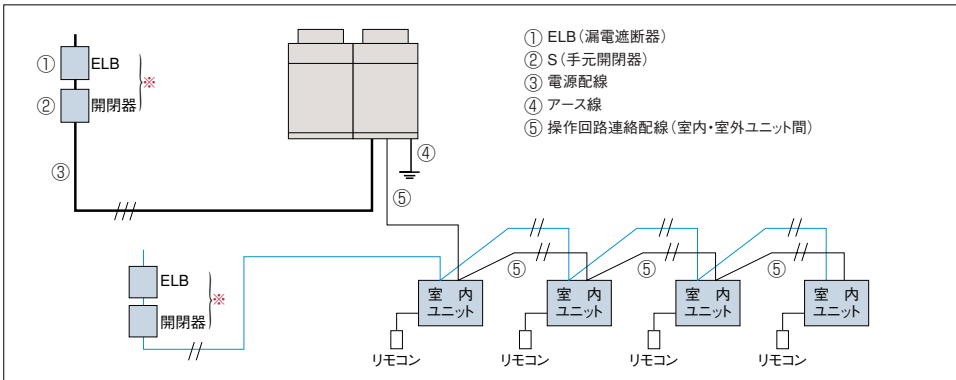 ① ELB
② 開閉器
※
③
④
⑤
① ELB(漏電遮断器)
② S(手元開閉器)
③ 電源配線
④ アース線
⑤ 操作回路連絡配線(室内・室外ユニット間)
ELB
開閉器
※
⑤
⑤
⑤
室 内
ユニット
室 内
ユニット
室 内
ユニット
室 内
ユニット
リモコン
リモコン
リモコン
リモコン